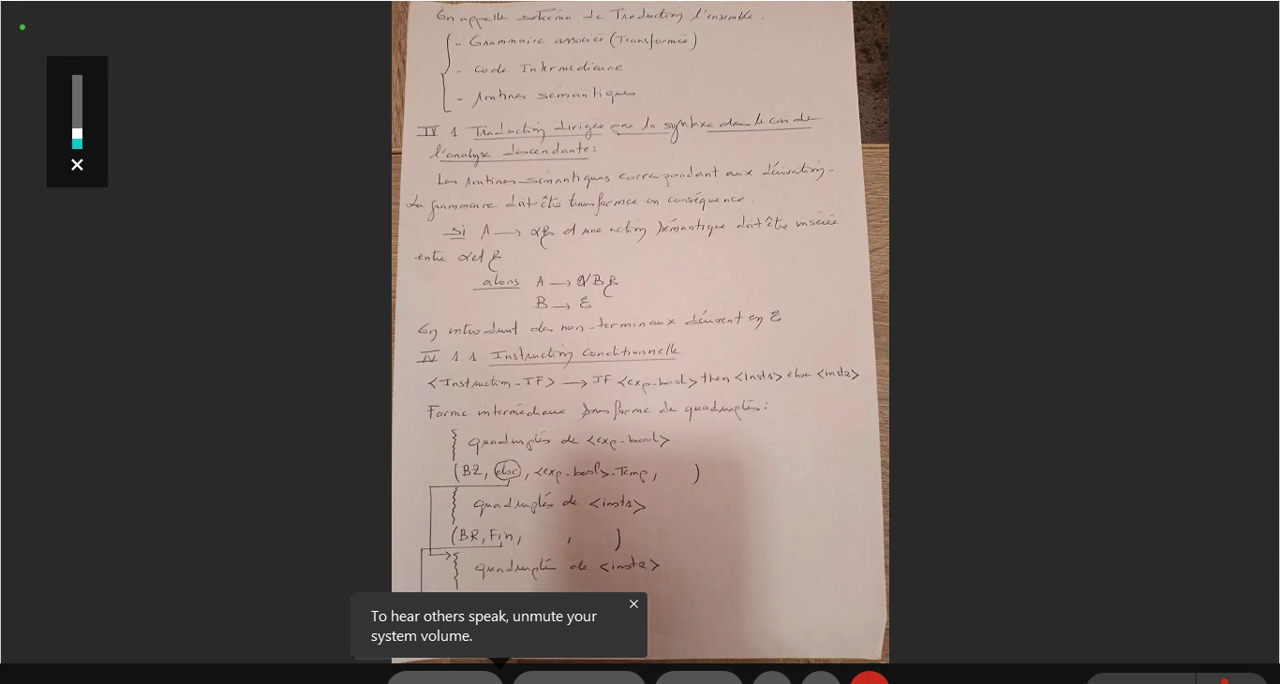 On appelle schéma de Traduction l'ensemble.
- Grammaire associée (Transformée)
- Code Intermédiaire
- routines sémantiques
IV.1 Traduction dirigée par la syntaxe dans le cas de
l'analyse descendante :
Les routines sémantiques correspondant aux dérivation-
La grammaire doit être transformée en conséquence.
si A → αβ et une action sémantique doit être insérée
entre α et β
alors A → αBβ
B → ε
On introduit des non-terminaux dérivent en ε
IV 1.1 Instruction Conditionnelle
<Instruction-IF> → IF <exp-bool> then <inst1> else <inst2>
Forme intermédiaire sous forme de quadruplés :
quadruplés de <exp-bool>
(BZ, else, <exp-bool>.Temp, )
quadruplés de <inst1>
(BR, Fin, , )
quadruplé de <inst2>
To hear others speak, unmute your
system volume.